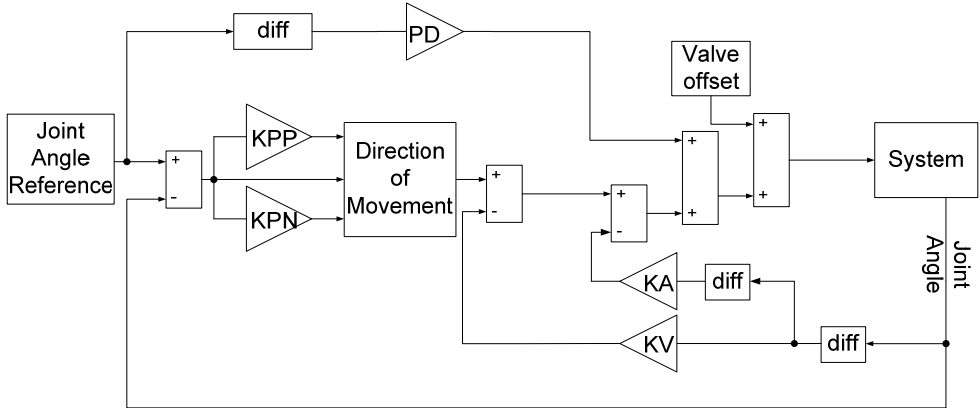 diff
PD
Valve
offset
Joint
Angle
Reference
+
-
KPP
KPN
Direction
of
Movement
+
-
+
-
+
+
+
+
System
Joint
Angle
KA
diff
KV
diff